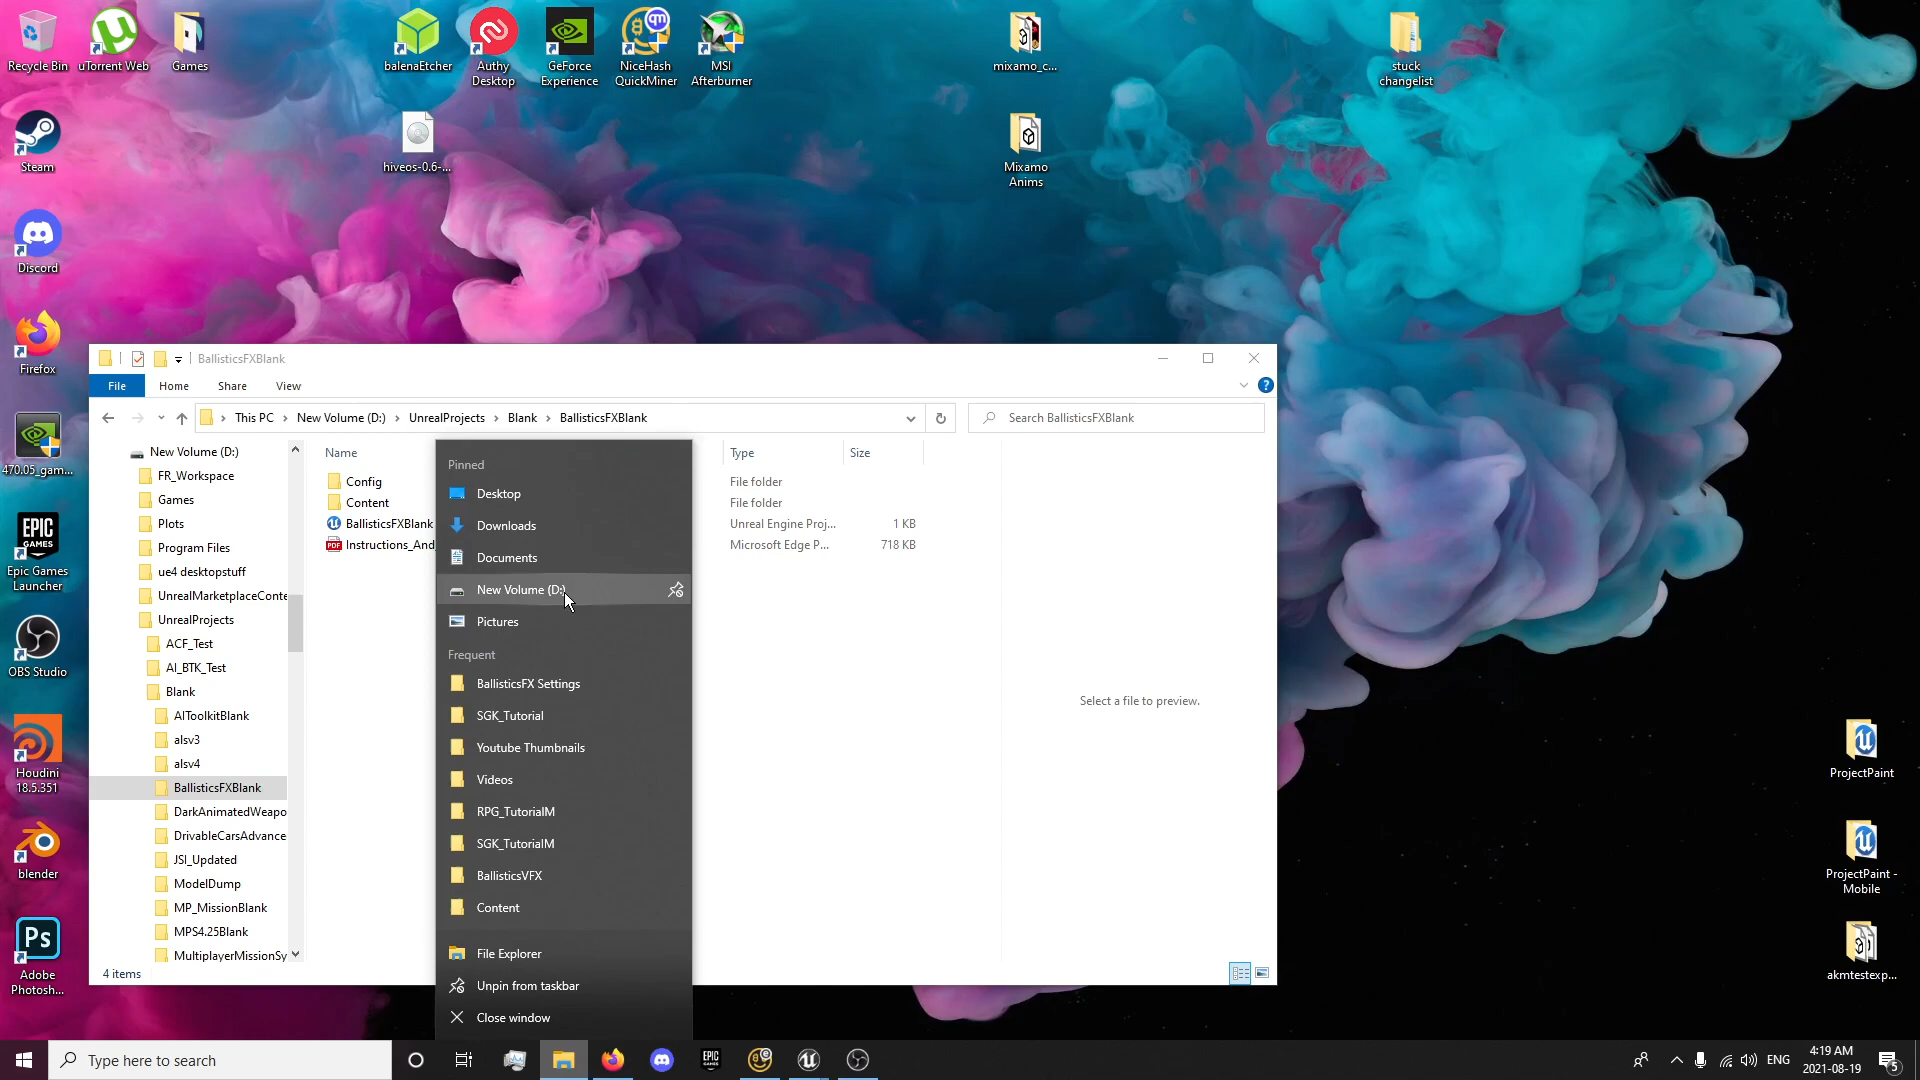 Recycle Bin
uTorrent Web
Games
balenaEtcher
Authy
Desktop
GeForce
Experience
NiceHash
QuickMiner
MSI
Afterburner
mixamo_c...
stuck
changelist
Steam
hiveos-0.6-...
Mixamo
Anims
Discord
Firefox
470.05_gam...
EPIC
GAMES
Epic Games
Launcher
OBS Studio
Houdini
18.5.351
blender
Ps
Adobe
Photosh...
ProjectPaint
ProjectPaint -
Mobile
akmtestexp...
BallisticsFXBlank
File
Home
Share
View
This PC
New Volume (D:)
UnrealProjects
Blank
BallisticsFXBlank
Search BallisticsFXBlank
New Volume (D:)
FR_Workspace
Games
Plots
Program Files
ue4 desktopstuff
UnrealMarketplaceConte
UnrealProjects
ACF_Test
AI_BTK_Test
Blank
AIToolkitBlank
alsv3
alsv4
BallisticsFXBlank
DarkAnimatedWeapo
DrivableCarsAdvance
JSI_Updated
ModelDump
MP_MissionBlank
MPS4.25Blank
MultiplayerMissionSy
4 items
Name
Type
Size
Config
File folder
Content
File folder
BallisticsFXBlank
Unreal Engine Proj...
1 KB
Instructions_And_
Microsoft Edge P...
718 KB
Select a file to preview.
Pinned
Desktop
Downloads
Documents
New Volume (D:)
Pictures
Frequent
BallisticsFX Settings
SGK_Tutorial
Youtube Thumbnails
Videos
RPG_TutorialM
SGK_TutorialM
BallisticsVFX
Content
File Explorer
Unpin from taskbar
Close window
Type here to search
ENG
4:19 AM
2021-08-19
5